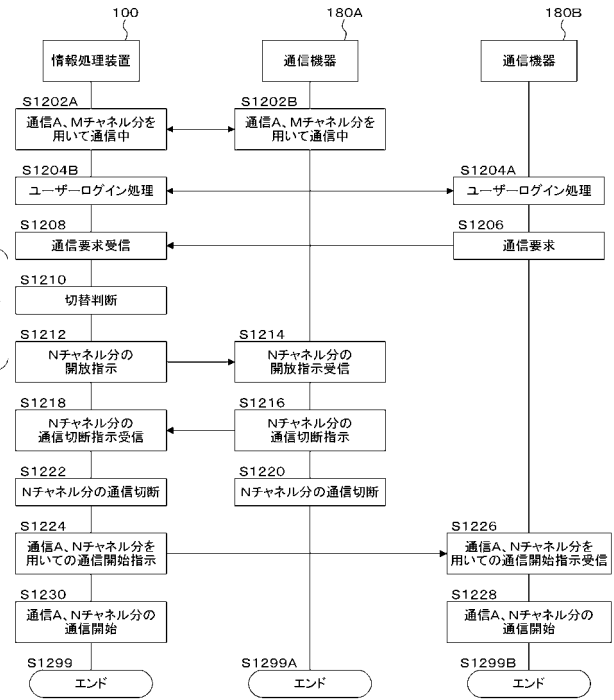 100
180A
180B
情報処理装置
通信機器
通信機器
S1202A
S1202B
通信A、Mチャネル分を
用いて通信中
通信A、Mチャネル分を
用いて通信中
S1204B
S1204A
ユーザーログイン処理
ユーザーログイン処理
S1208
S1206
通信要求受信
通信要求
S1210
切替判断
S1212
S1214
Nチャネル分の
開放指示
Nチャネル分の
開放指示受信
S1218
S1216
Nチャネル分の
通信切断指示受信
Nチャネル分の
通信切断指示
S1222
S1220
Nチャネル分の通信切断
Nチャネル分の通信切断
S1224
S1226
通信A、Nチャネル分を
用いての通信開始指示
通信A、Nチャネル分を
用いての通信開始指示受信
S1230
S1228
通信A、Nチャネル分の
通信開始
通信A、Nチャネル分の
通信開始
S1299
S1299A
S1299B
エンド
エンド
エンド